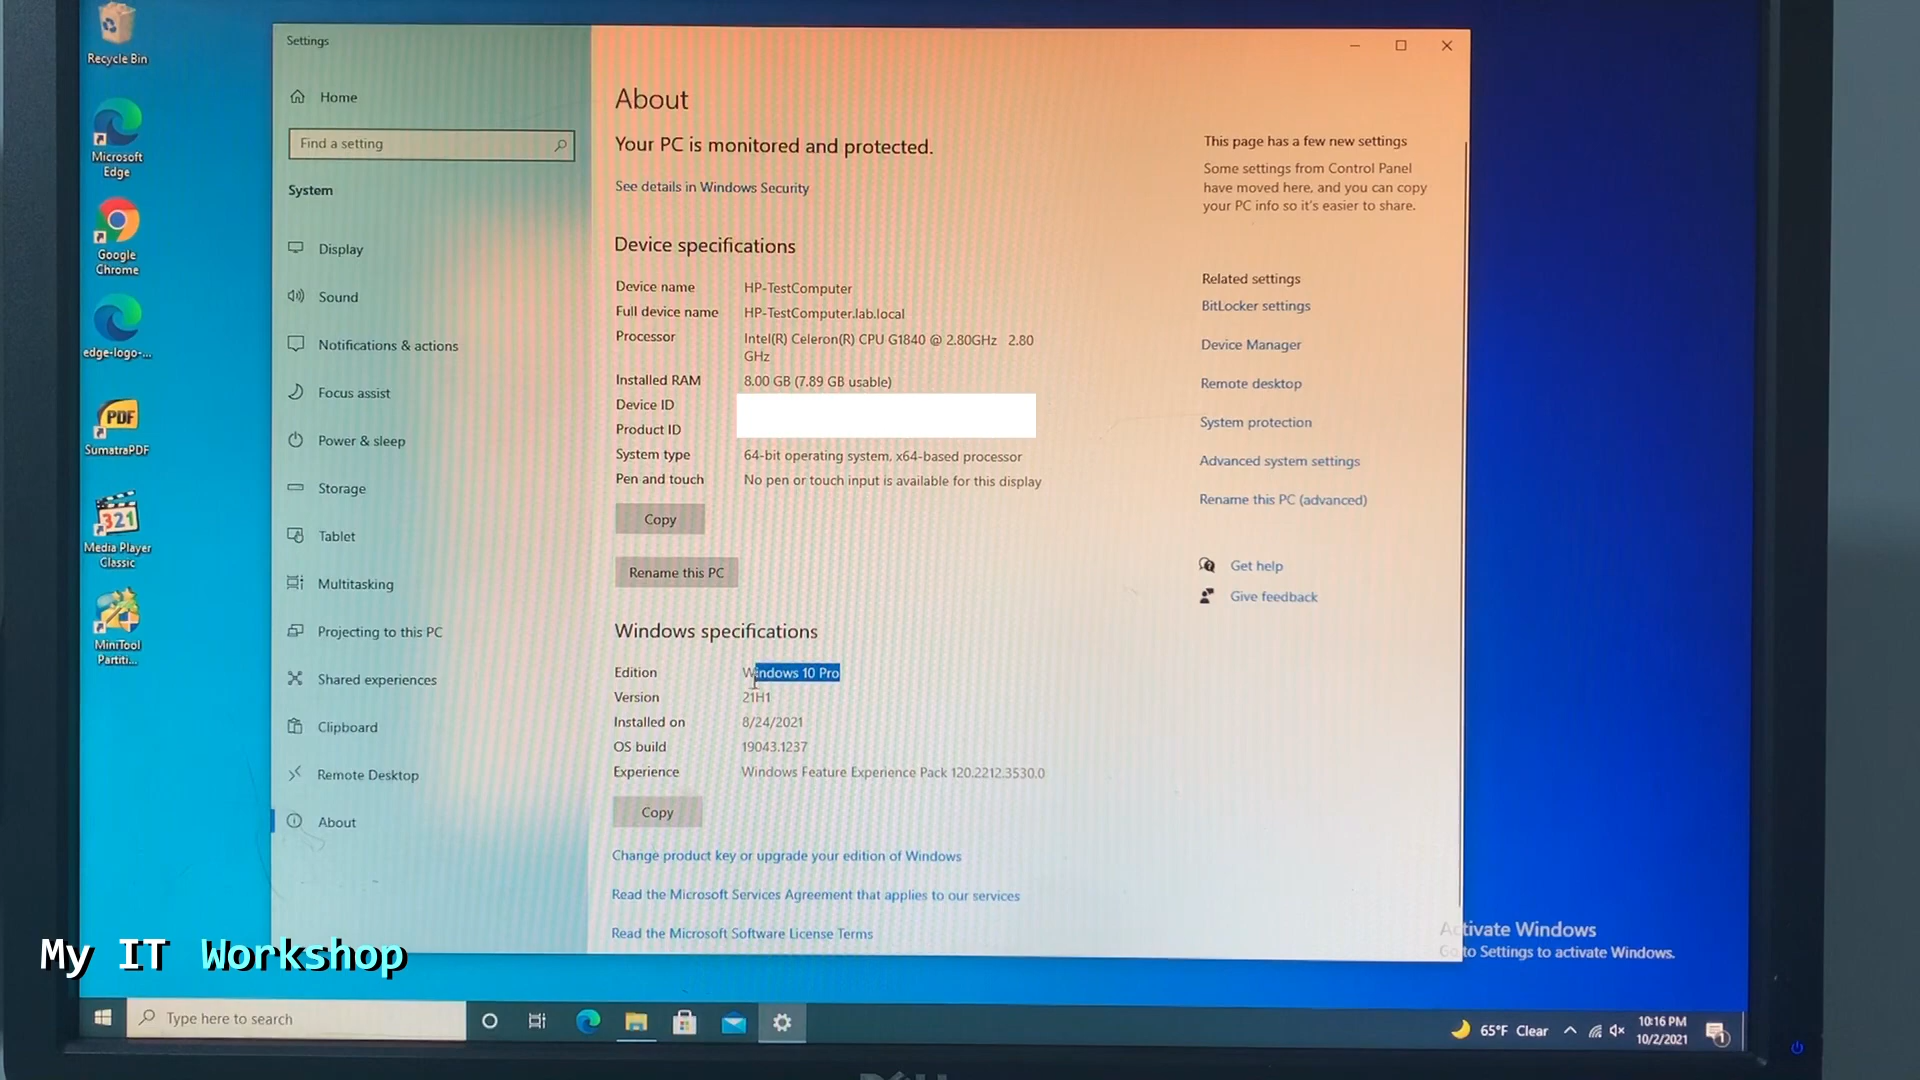 Recycle Bin
Microsoft
Edge
Google
Chrome
edge-logo-...
PDF
SumatraPDF
321
Media Player
Classic
MiniTool
Partiti...
Settings
Home
Find a setting
System
Display
Sound
Notifications & actions
Focus assist
Power & sleep
Storage
Tablet
Multitasking
Projecting to this PC
Shared experiences
Clipboard
Remote Desktop
About
About
Your PC is monitored and protected.
See details in Windows Security
Device specifications
Device name HP-TestComputer
Full device name HP-TestComputer.lab.local
Processor Intel(R) Celeron(R) CPU G1840 @ 2.80GHz 2.80
GHz
Installed RAM 8.00 GB (7.89 GB usable)
Device ID
Product ID
System type 64-bit operating system, x64-based processor
Pen and touch No pen or touch input is available for this display
Copy
Rename this PC
Windows specifications
Edition Windows 10 Pro
Version 21H1
Installed on 8/24/2021
OS build 19043.1237
Experience Windows Feature Experience Pack 120.2212.3530.0
Copy
Change product key or upgrade your edition of Windows
Read the Microsoft Services Agreement that applies to our services
Read the Microsoft Software License Terms
This page has a few new settings
Some settings from Control Panel
have moved here, and you can copy
your PC info so it's easier to share.
Related settings
BitLocker settings
Device Manager
Remote desktop
System protection
Advanced system settings
Rename this PC (advanced)
Get help
Give feedback
Activate Windows
Go to Settings to activate Windows.
My IT Workshop
Type here to search
65°F Clear
10:16 PM
10/2/2021
1